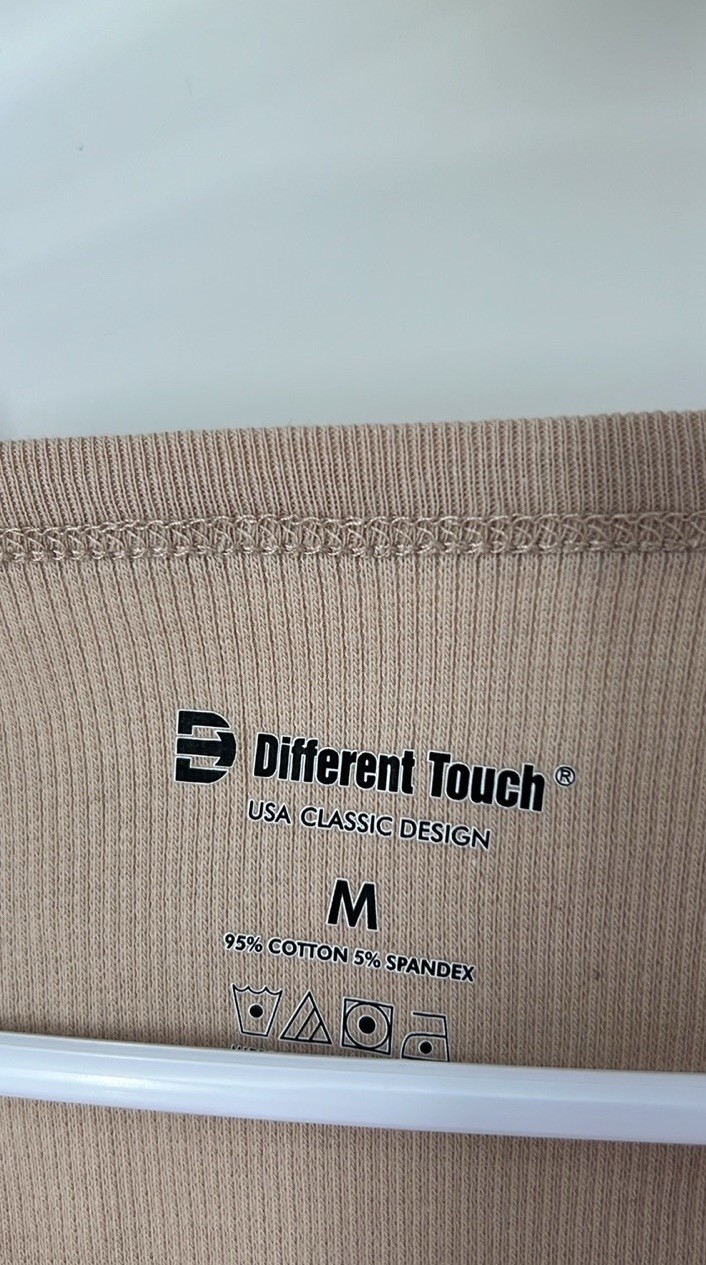 Different Touch®
USA CLASSIC DESIGN
M
95% COTTON 5% SPANDEX